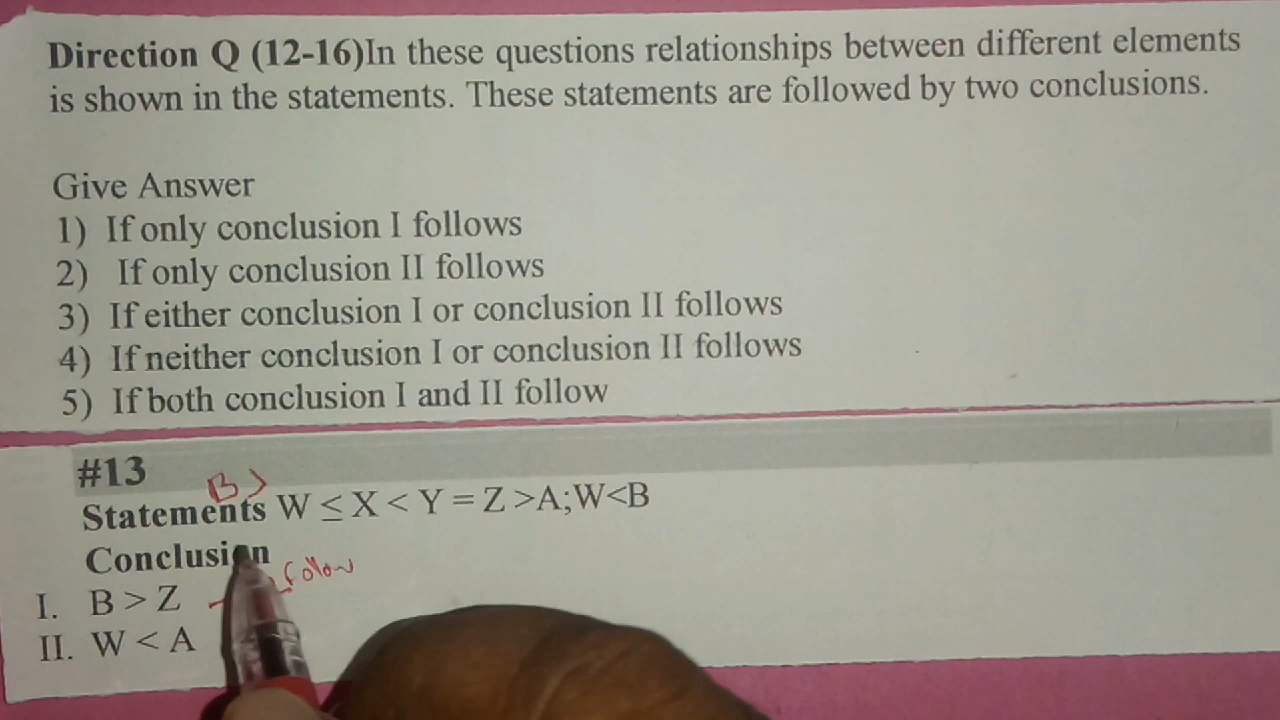 Direction Q (12-16)In these questions relationships between different elements
is shown in the statements. These statements are followed by two conclusions.
Give Answer
1) If only conclusion I follows
2) If only conclusion II follows
3) If either conclusion I or conclusion II follows
4) If neither conclusion I or conclusion II follows
5) If both conclusion I and II follow
#13
B >
Statements W ≤ X < Y = Z >A;W<B
Conclusion
follow
I. B > Z
II. W < A